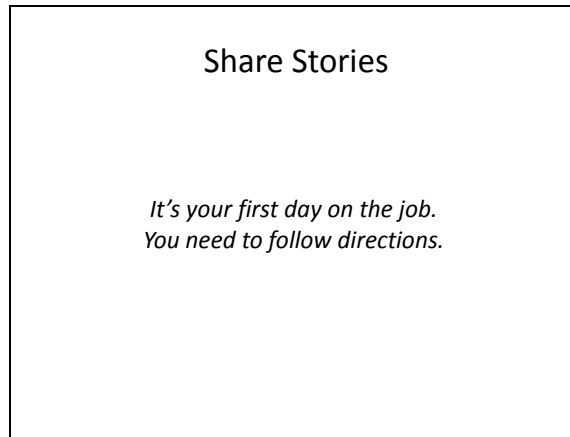 Share Stories
It’s your first day on the job.
You need to follow directions.